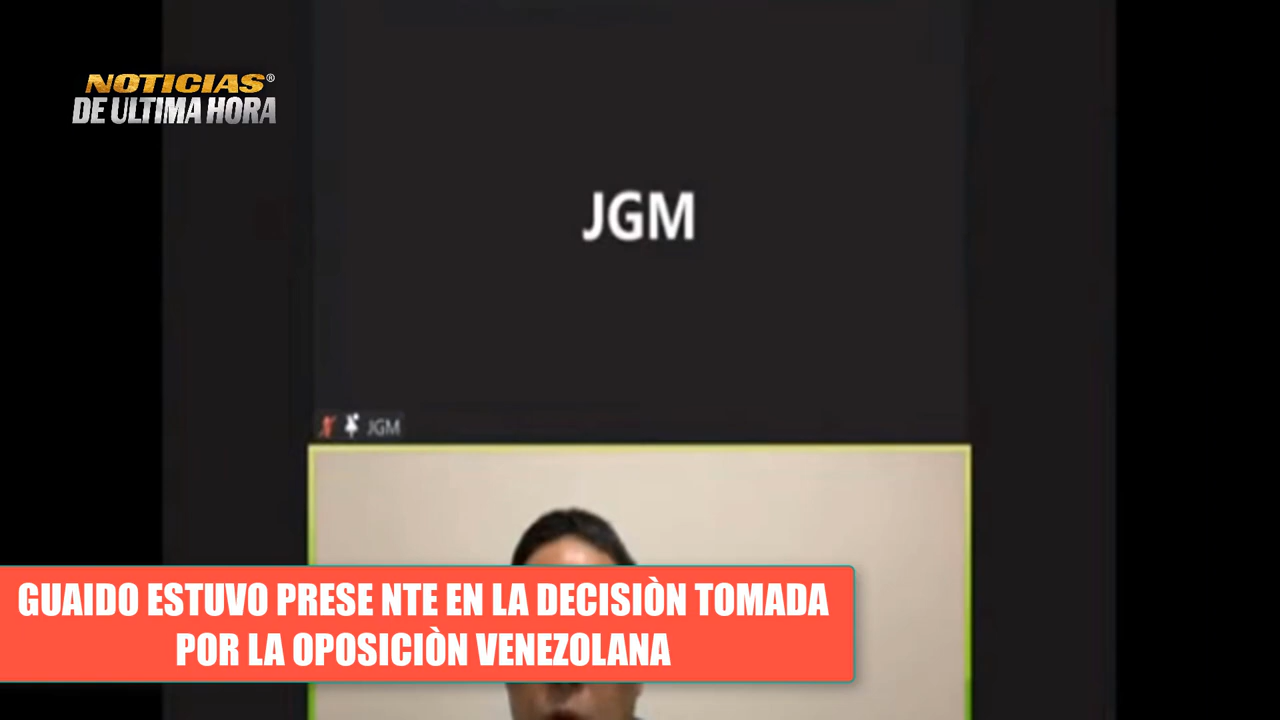 NOTICIAS®
DE ULTIMA HORA
JGM
JGM
GUAIDO ESTUVO PRESE NTE EN LA DECISIÒN TOMADA
POR LA OPOSICIÒN VENEZOLANA